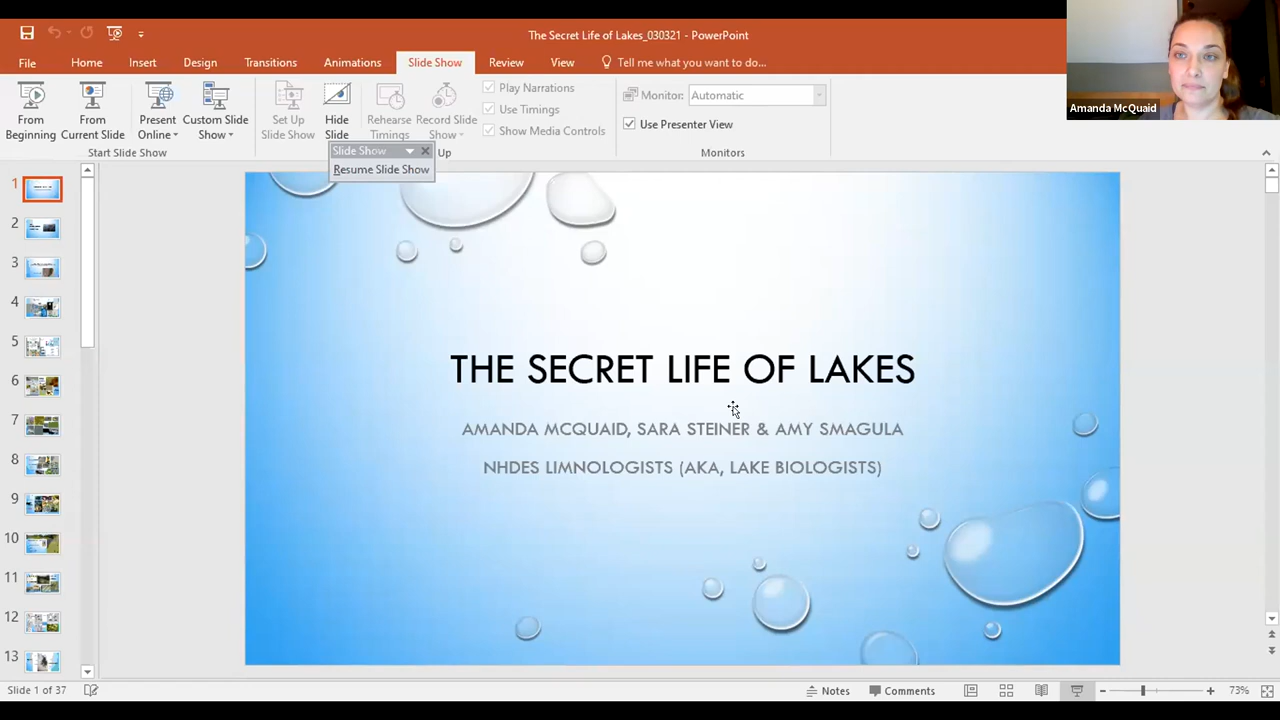 The Secret Life of Lakes_030321 - PowerPoint
File Home Insert Design Transitions Animations Slide Show Review View Tell me what you want to do...
From Beginning
From Current Slide
Present Online
Custom Slide Show
Set Up Slide Show
Hide Slide
Rehearse Timings
Record Slide Show
Play Narrations
Use Timings
Show Media Controls
Monitor: Automatic
Use Presenter View
Start Slide Show
Up
Monitors
Slide Show
Resume Slide Show
Amanda McQuaid
1
2
3
4
5
6
7
8
9
10
11
12
13
THE SECRET LIFE OF LAKES
AMANDA MCQUAID, SARA STEINER & AMY SMAGULA
NHDES LIMNOLOGISTS (AKA, LAKE BIOLOGISTS)
Slide 1 of 37
Notes
Comments
73%